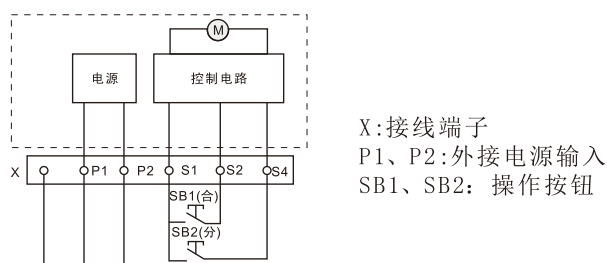 M
电源
控制电路
X P1 P2 S1 S2 S4
SB1(合)
SB2(分)
X:接线端子
P1、P2:外接电源输入
SB1、SB2: 操作按钮